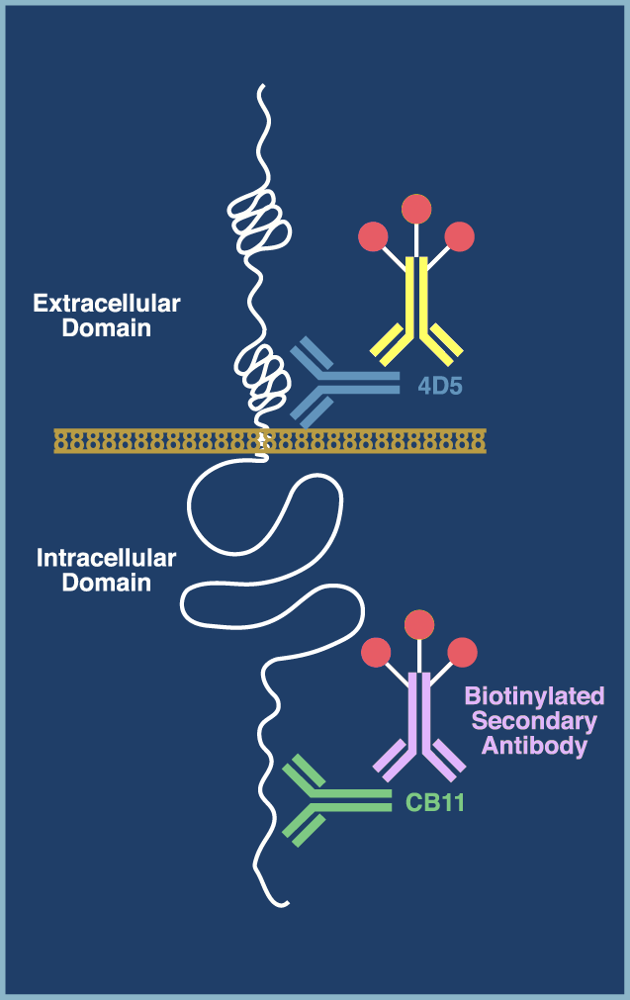 Extracellular
Domain
4D5
Intracellular
Domain
Biotinylated
Secondary
Antibody
CB11